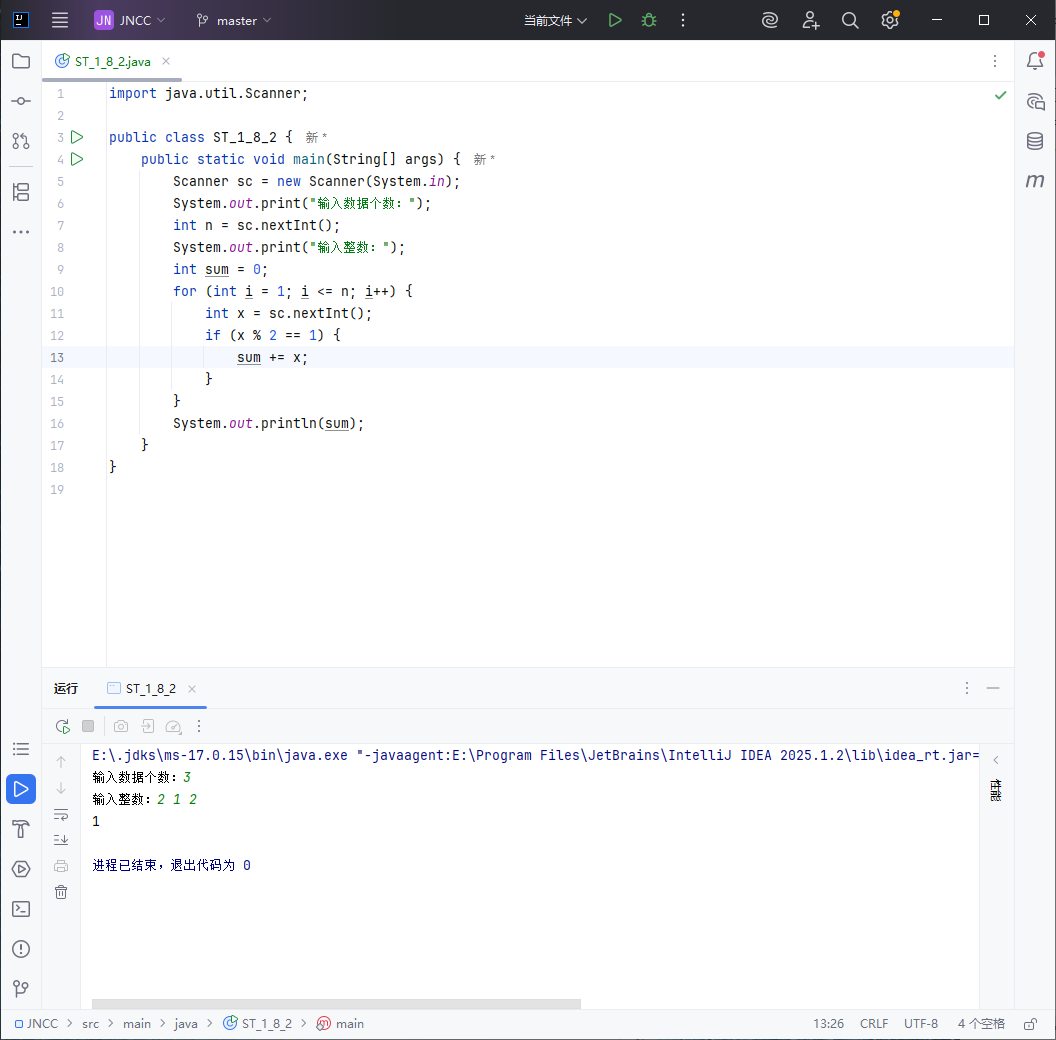 JN JNCC master 当前文件
ST_1_8_2.java
1 import java.util.Scanner;
2
3 public class ST_1_8_2 { 新 *
4 public static void main(String[] args) { 新 *
5 Scanner sc = new Scanner(System.in);
6 System.out.print("输入数据个数：");
7 int n = sc.nextInt();
8 System.out.print("输入整数：");
9 int sum = 0;
10 for (int i = 1; i <= n; i++) {
11 int x = sc.nextInt();
12 if (x % 2 == 1) {
13 sum += x;
14 }
15 }
16 System.out.println(sum);
17 }
18 }
19
运行 ST_1_8_2
E:\.jdks\ms-17.0.15\bin\java.exe "-javaagent:E:\Program Files\JetBrains\IntelliJ IDEA 2025.1.2\lib\idea_rt.jar=
输入数据个数：3
输入整数：2 1 2
1
进程已结束，退出代码为 0
性能
JNCC > src > main > java > ST_1_8_2 > main 13:26 CRLF UTF-8 4 个空格